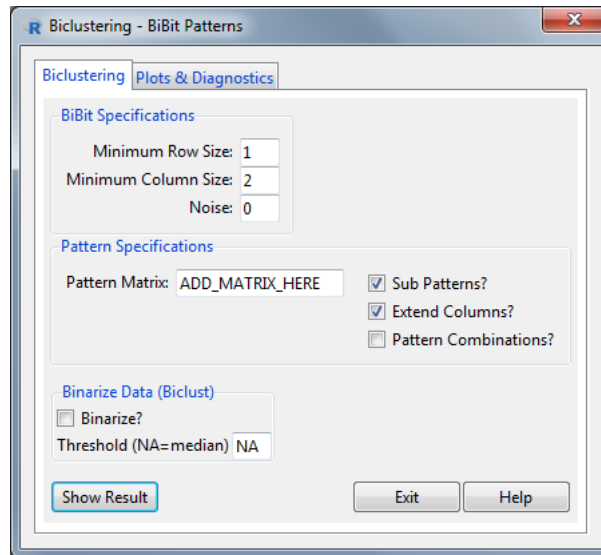 R Biclustering - BiBit Patterns
Biclustering Plots & Diagnostics
BiBit Specifications
Minimum Row Size: 1
Minimum Column Size: 2
Noise: 0
Pattern Specifications
Pattern Matrix: ADD_MATRIX_HERE
Sub Patterns?
Extend Columns?
Pattern Combinations?
Binarize Data (Biclust)
Binarize?
Threshold (NA=median) NA
Show Result Exit Help